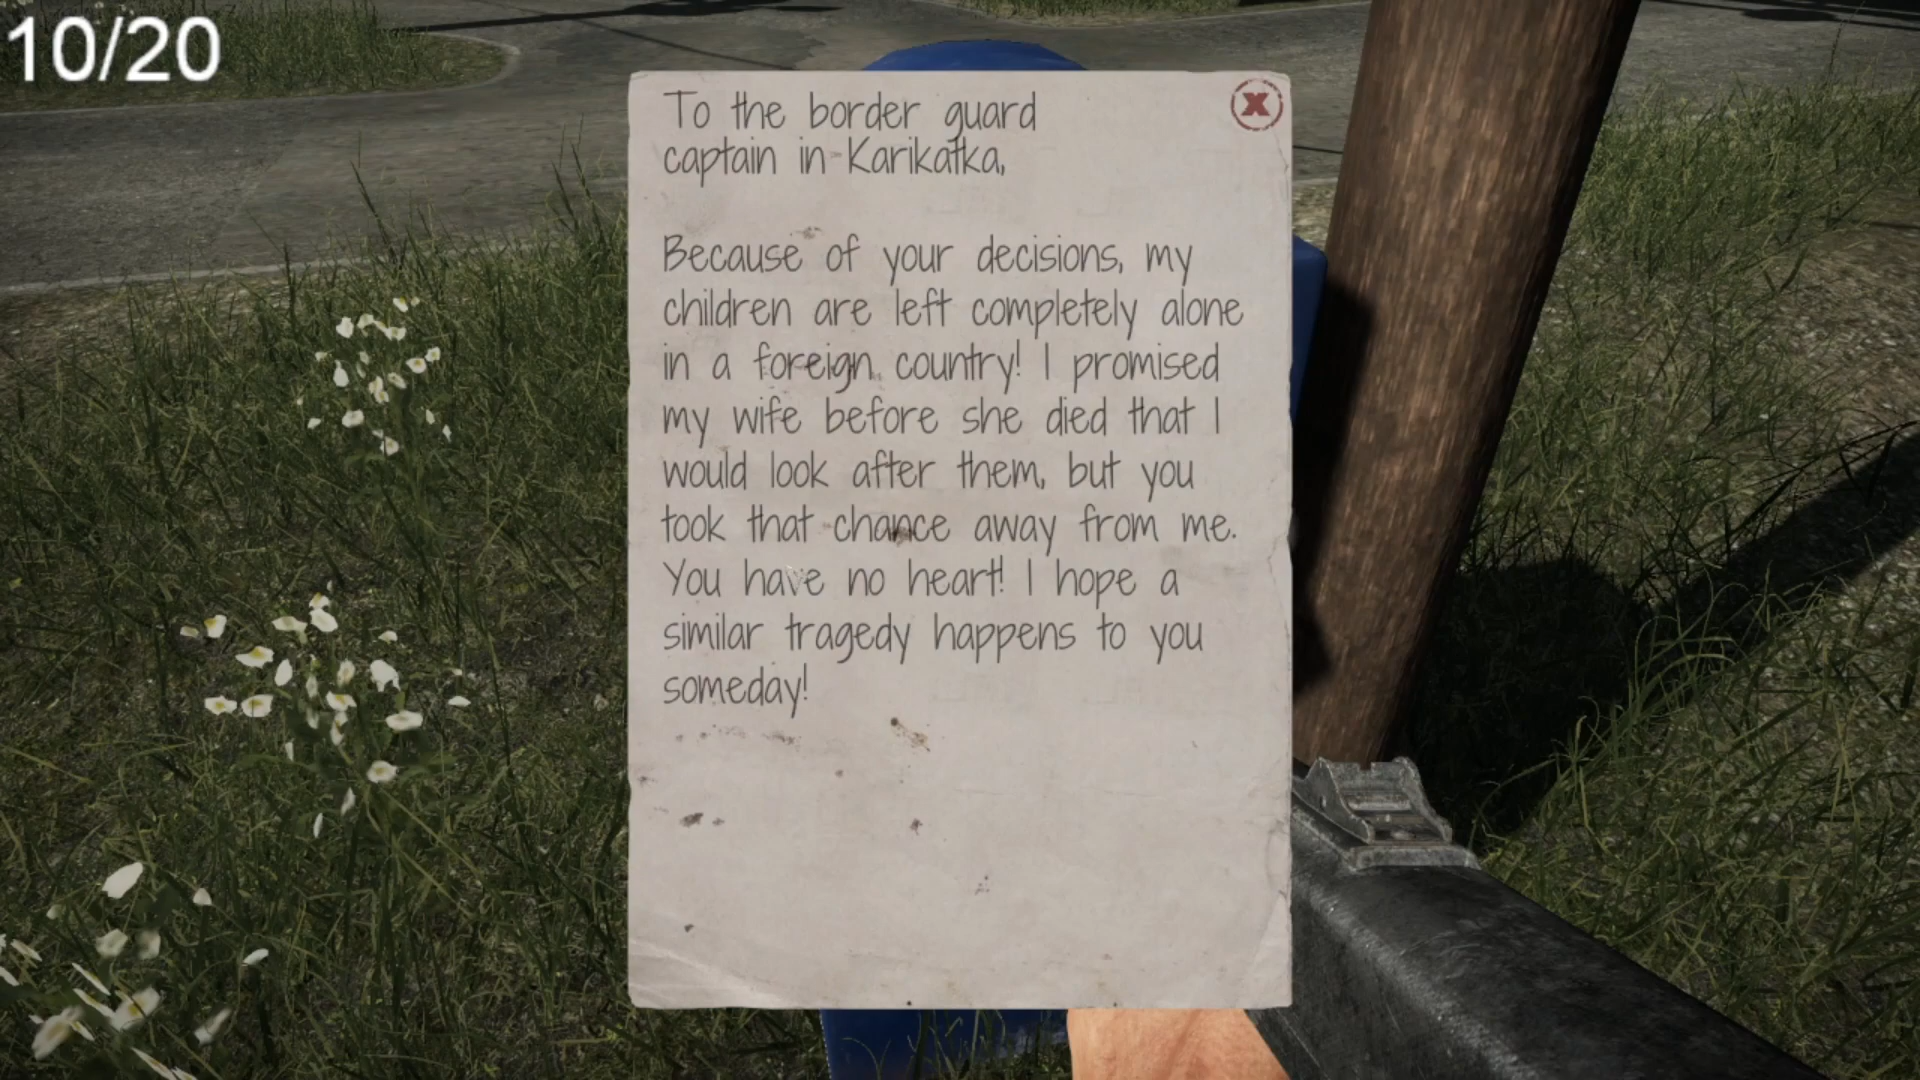 10/20
To the border guard
captain in Karikatka,
Because of your decisions, my
children are left completely alone
in a foreign country! I promised
my wife before she died that I
would look after them, but you
took that chance away from me.
You have no heart! I hope a
similar tragedy happens to you
someday!
X